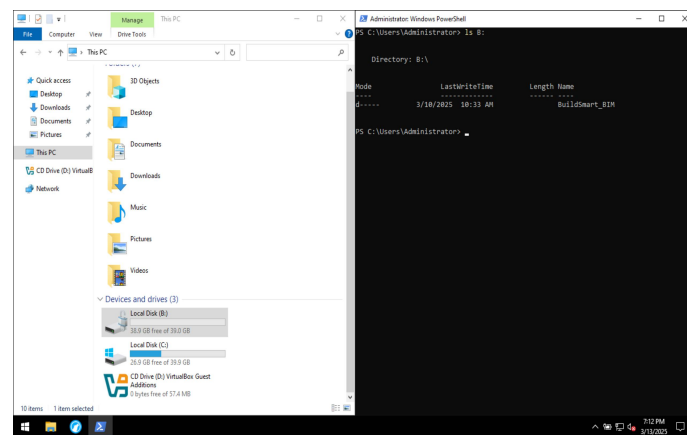 Manage
This PC
File
Computer
View
Drive Tools
This PC
3D Objects
Quick access
Desktop
Downloads
Documents
Pictures
This PC
CD Drive (D:) VirtualB
Network
Desktop
Documents
Downloads
Music
Pictures
Videos
Devices and drives (3)
Local Disk (B:)
38.9 GB free of 39.0 GB
Local Disk (C:)
26.9 GB free of 39.9 GB
CD Drive (D:) VirtualBox Guest
Additions
0 bytes free of 57.4 MB
10 items 1 item selected
Administrator: Windows PowerShell
PS C:\Users\Administrator> ls B:
Directory: B:\
Mode LastWriteTime Length Name
---- ------------- ------ ----
d----- 3/10/2025 10:33 AM BuildSmart_BIM
PS C:\Users\Administrator> _
7:12 PM
3/13/2025